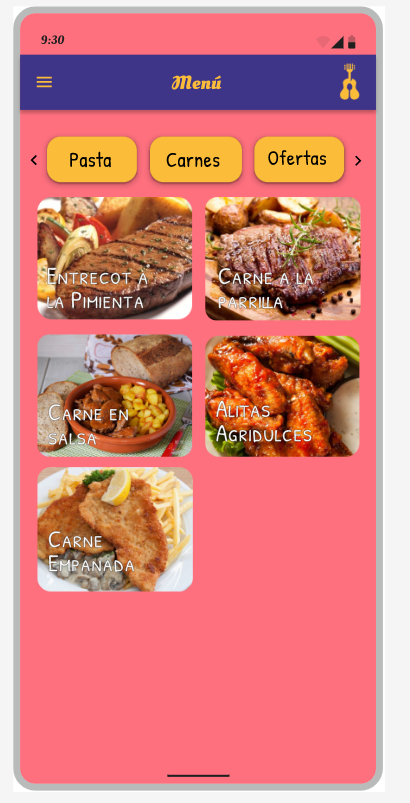 9:30
Menú
Pasta
Carnes
Ofertas
Entrecot à
la Pimienta
Carne a la
parrilla
Carne en
salsa
Alitas
Agridulces
Carne
Empanada